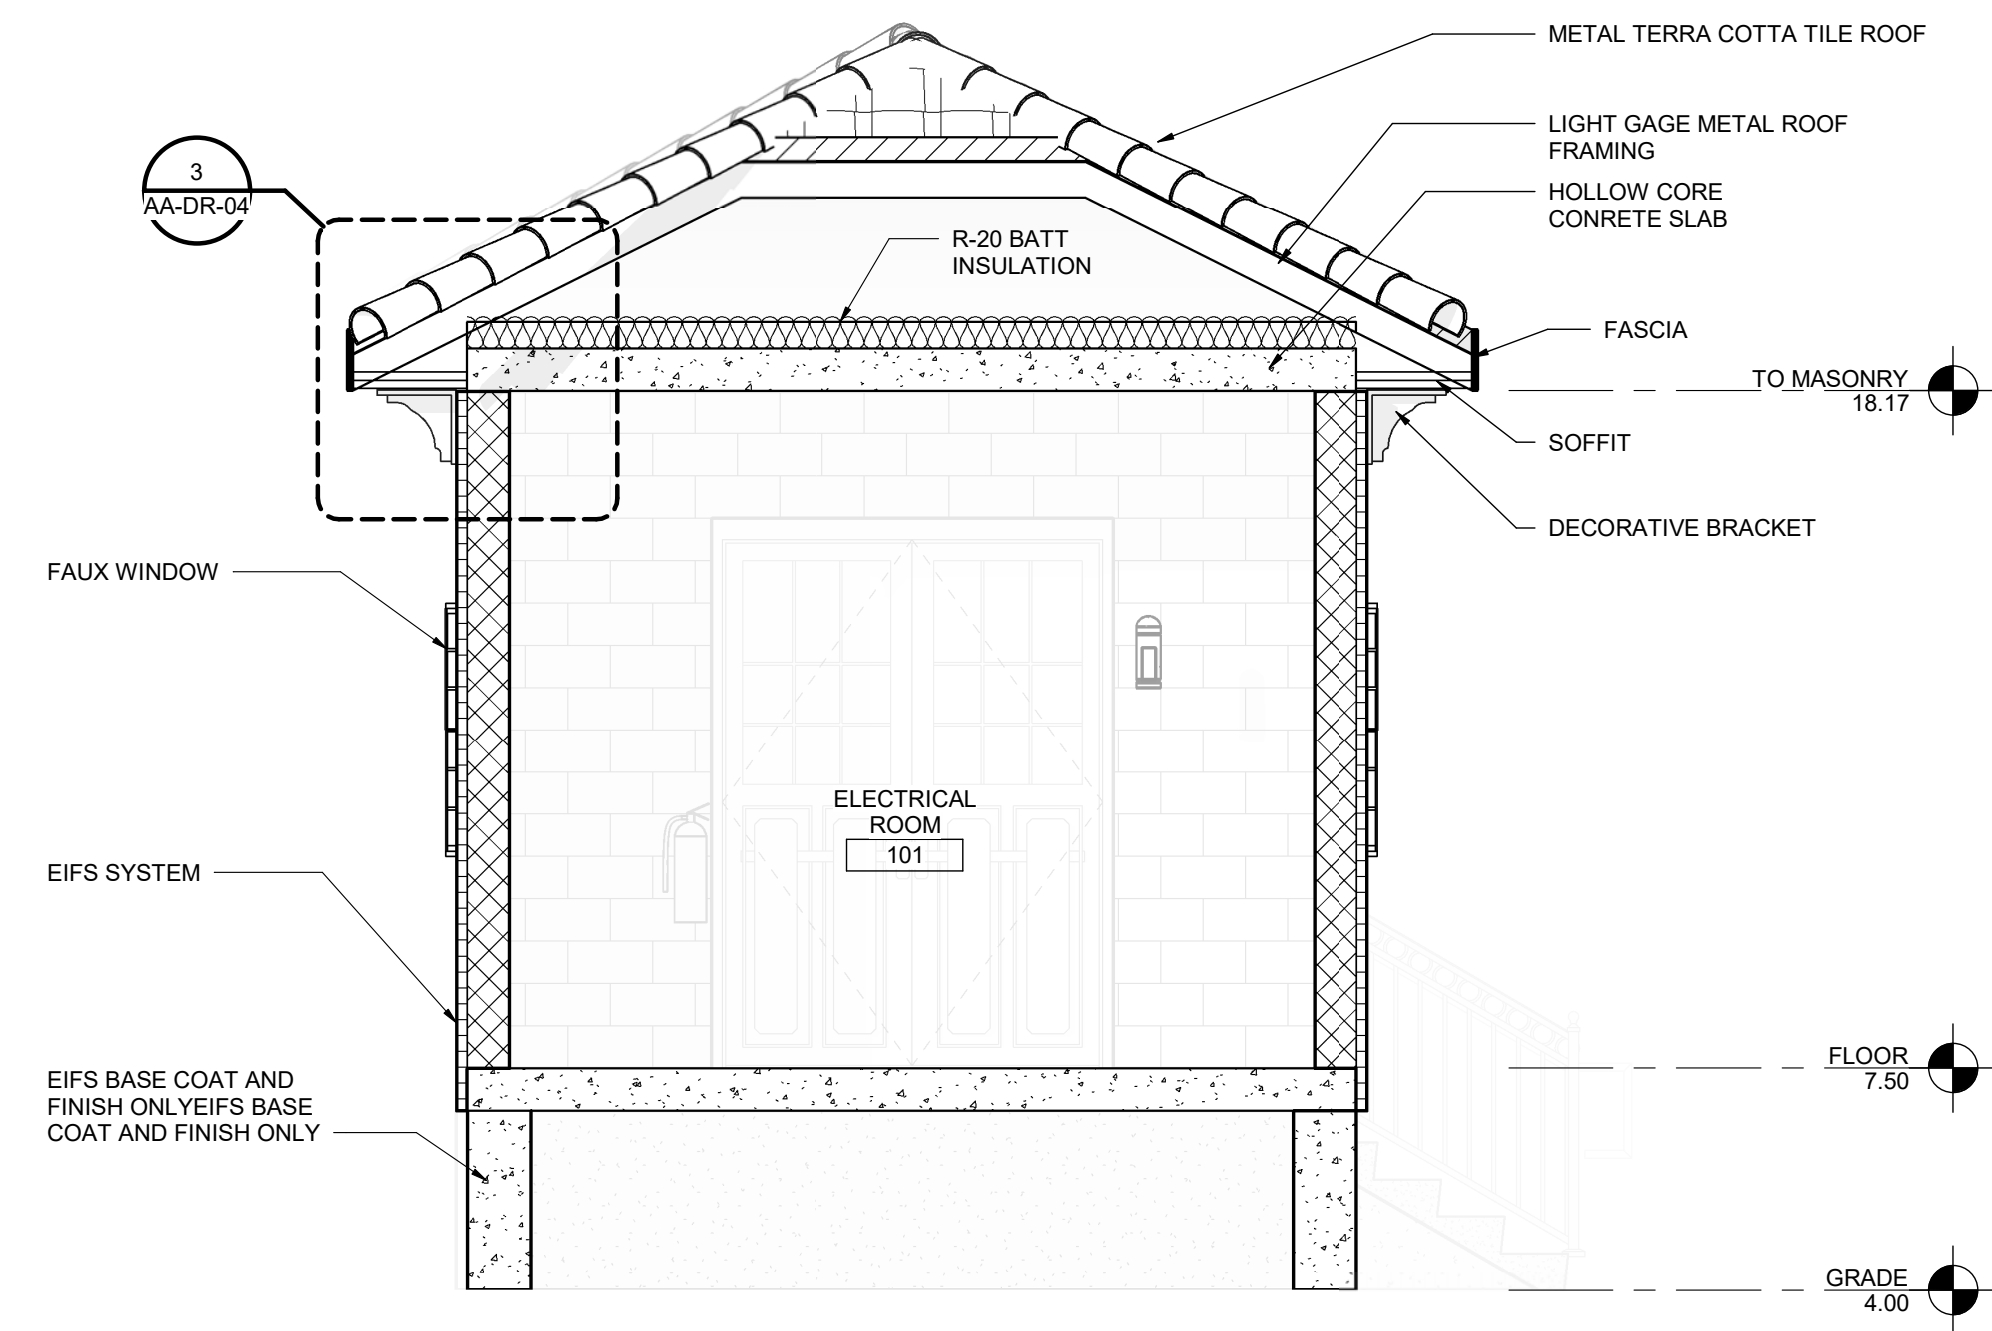 METAL TERRA COTTA TILE ROOF
LIGHT GAGE METAL ROOF
FRAMING
HOLLOW CORE
CONRETE SLAB
3
AA-DR-04
R-20 BATT
INSULATION
FASCIA
TO MASONRY
18.17
SOFFIT
DECORATIVE BRACKET
FAUX WINDOW
ELECTRICAL
ROOM
101
EIFS SYSTEM
FLOOR
7.50
EIFS BASE COAT AND
FINISH ONLYEIFS BASE
COAT AND FINISH ONLY
GRADE
4.00